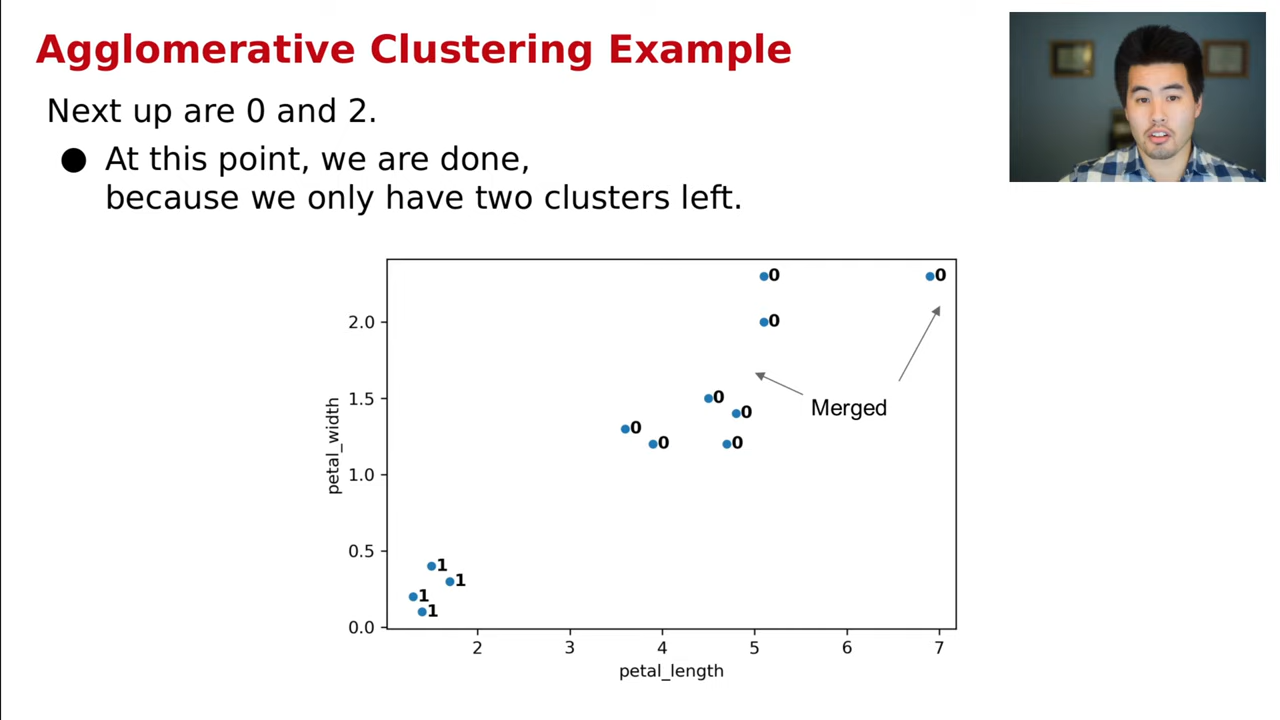 Agglomerative Clustering Example
Next up are 0 and 2.
● At this point, we are done,
because we only have two clusters left.
0 0
2.0 0
Merged
1.5 0
0
0
0 0
1.0
petal_width
0.5 1
1
1
1
0.0
2 3 4 5 6 7
petal_length